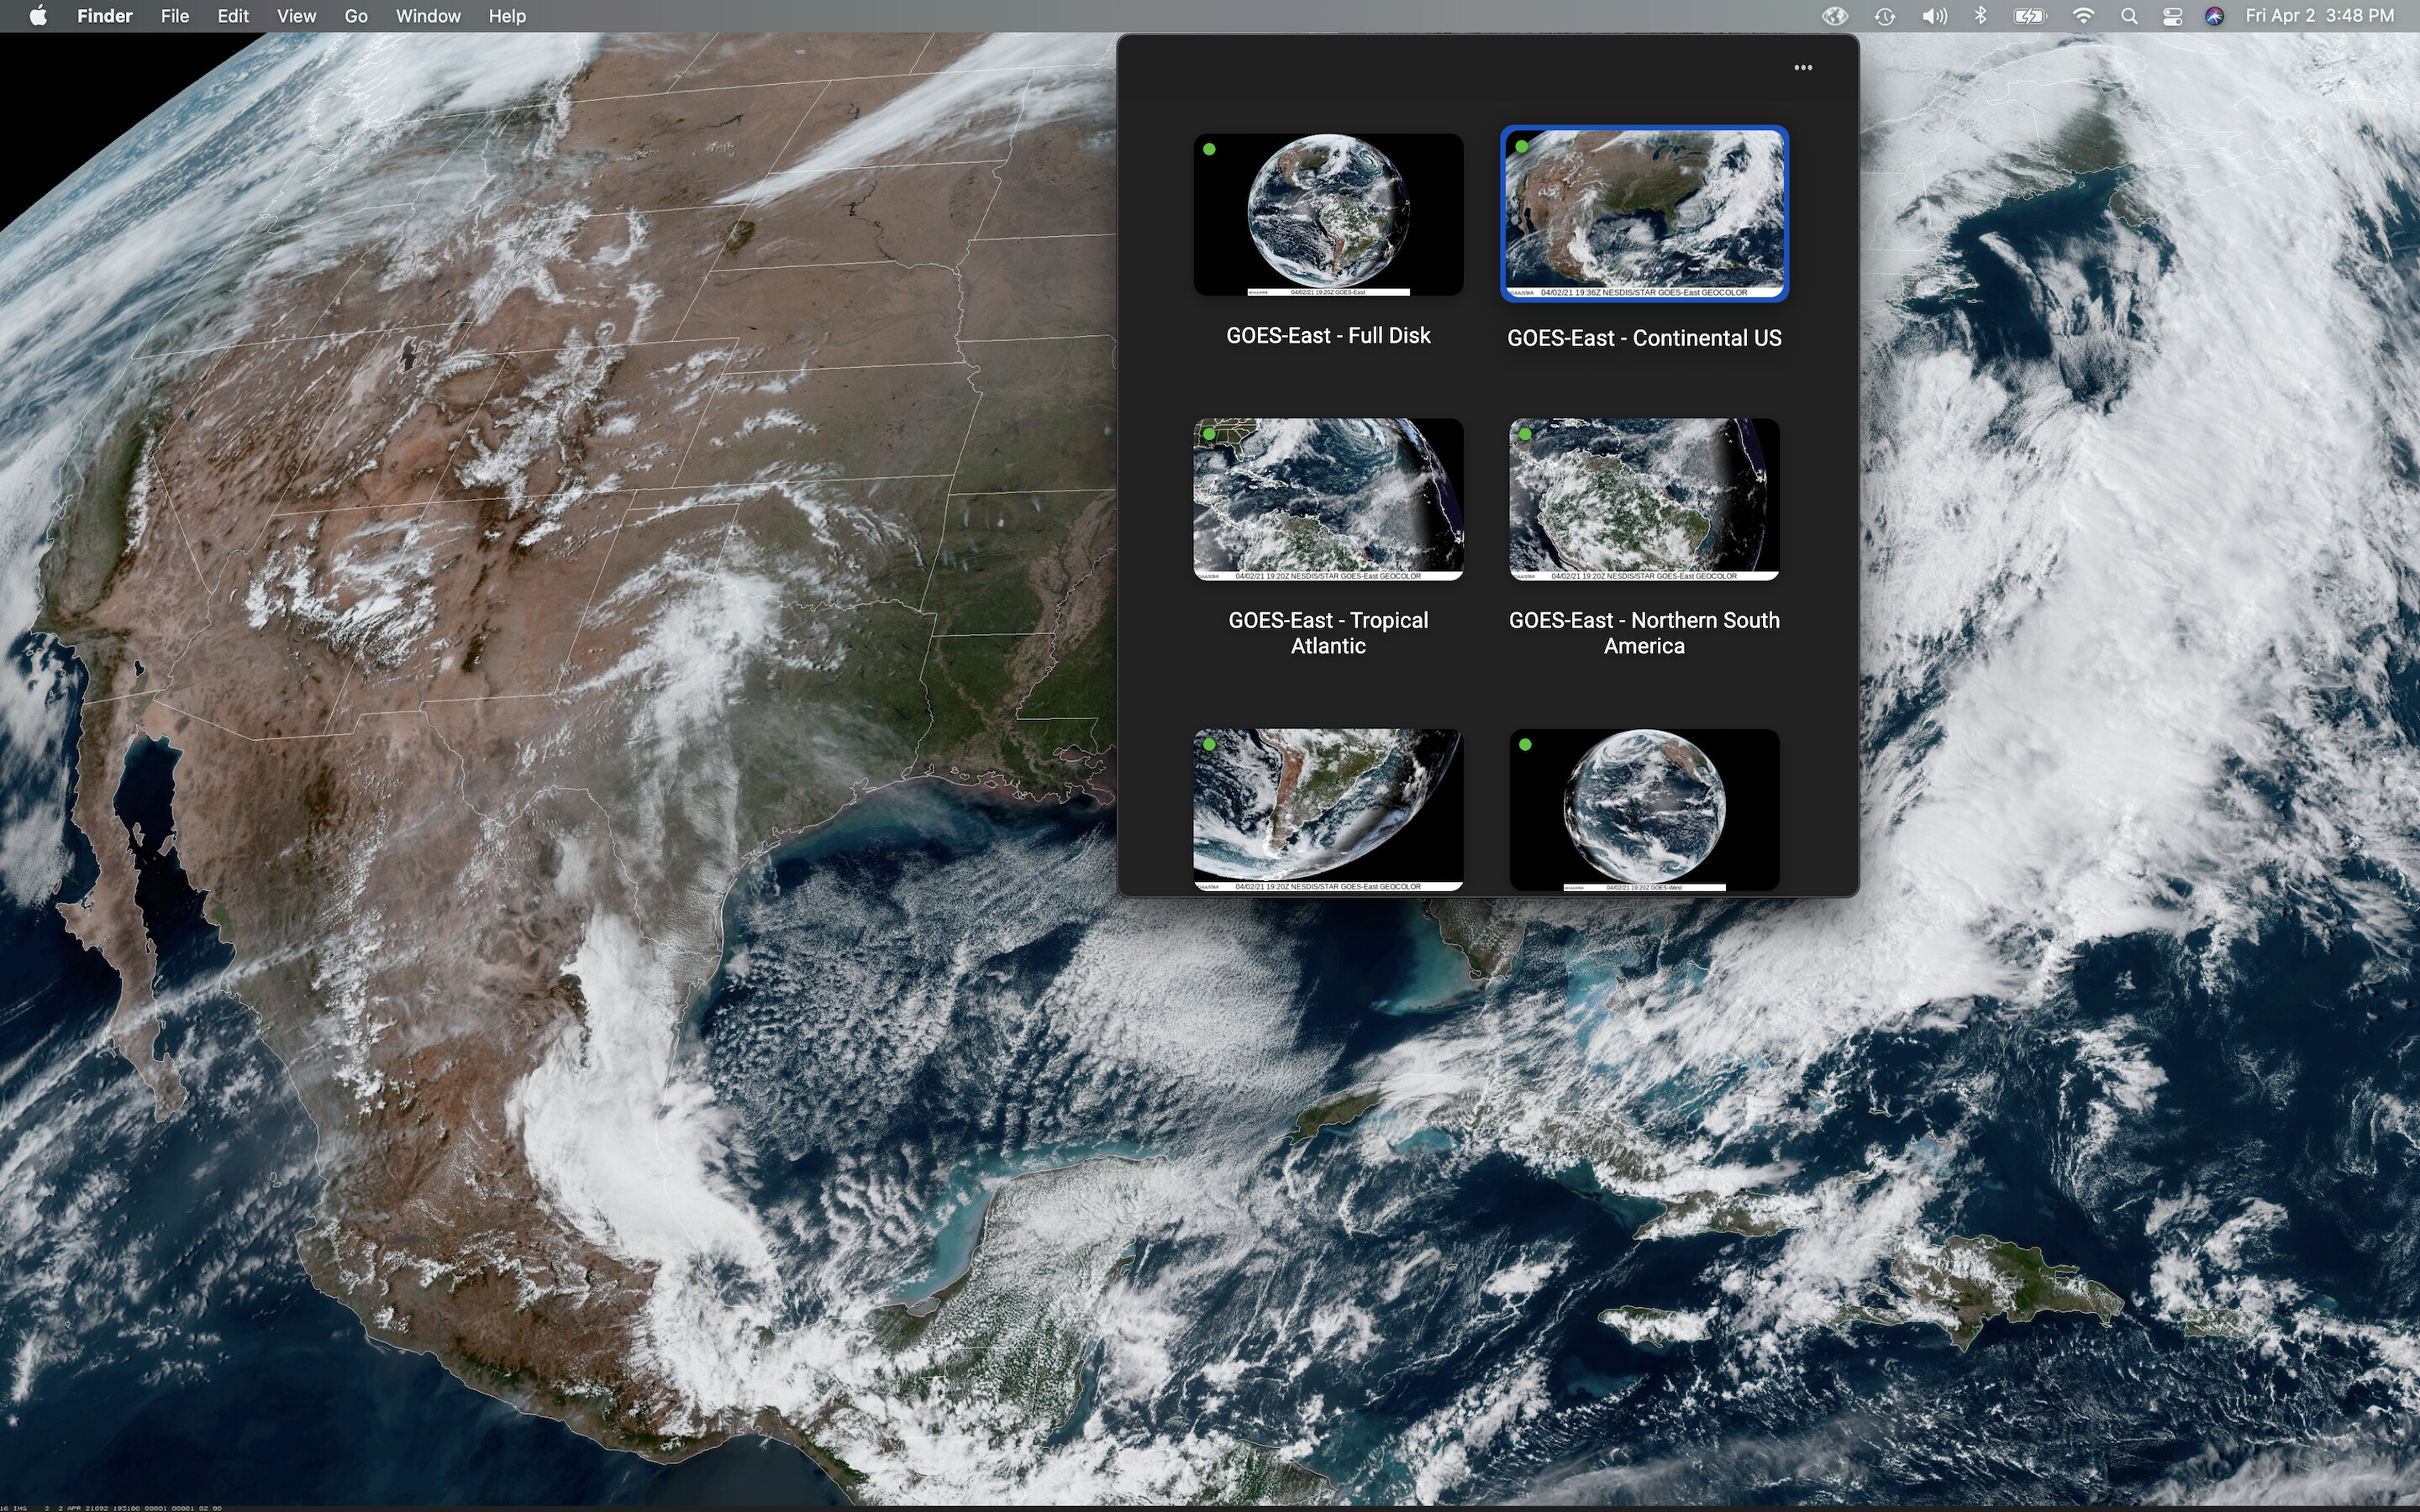 Finder File Edit View Go Window Help
Fri Apr 2 3:48 PM
04/02/21 19:20Z GOES-East
04/02/21 19:36Z NESDIS/STAR GOES-East GEOCOLOR
GOES-East - Full Disk
GOES-East - Continental US
04/02/21 19:20Z NESDIS/STAR GOES-East GEOCOLOR
04/02/21 19:20Z NESDIS/STAR GOES-East GEOCOLOR
GOES-East - Tropical
Atlantic
GOES-East - Northern South
America
04/02/21 19:20Z NESDIS/STAR GOES-East GEOCOLOR
04/02/21 19:20Z GOES-West